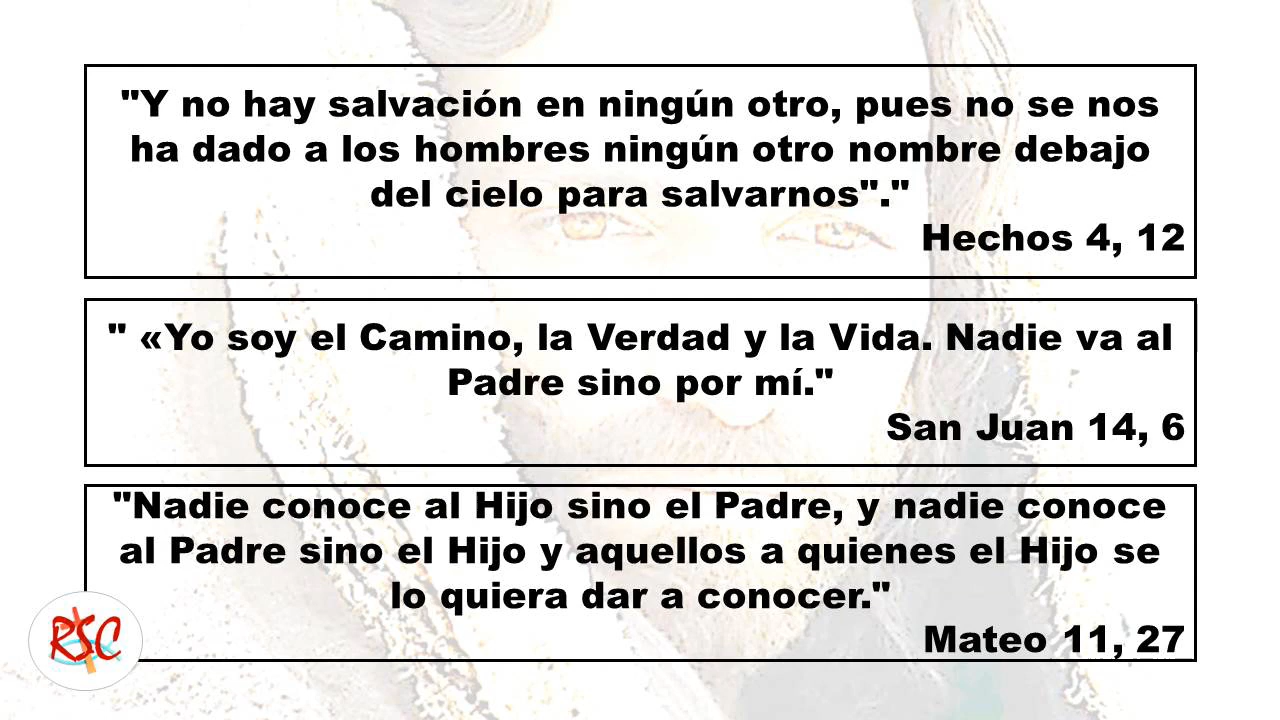 "Y no hay salvación en ningún otro, pues no se nos
ha dado a los hombres ningún otro nombre debajo
del cielo para salvarnos"."
Hechos 4, 12
" «Yo soy el Camino, la Verdad y la Vida. Nadie va al
Padre sino por mí."
San Juan 14, 6
"Nadie conoce al Hijo sino el Padre, y nadie conoce
al Padre sino el Hijo y aquellos a quienes el Hijo se
lo quiera dar a conocer."
Mateo 11, 27
RSC